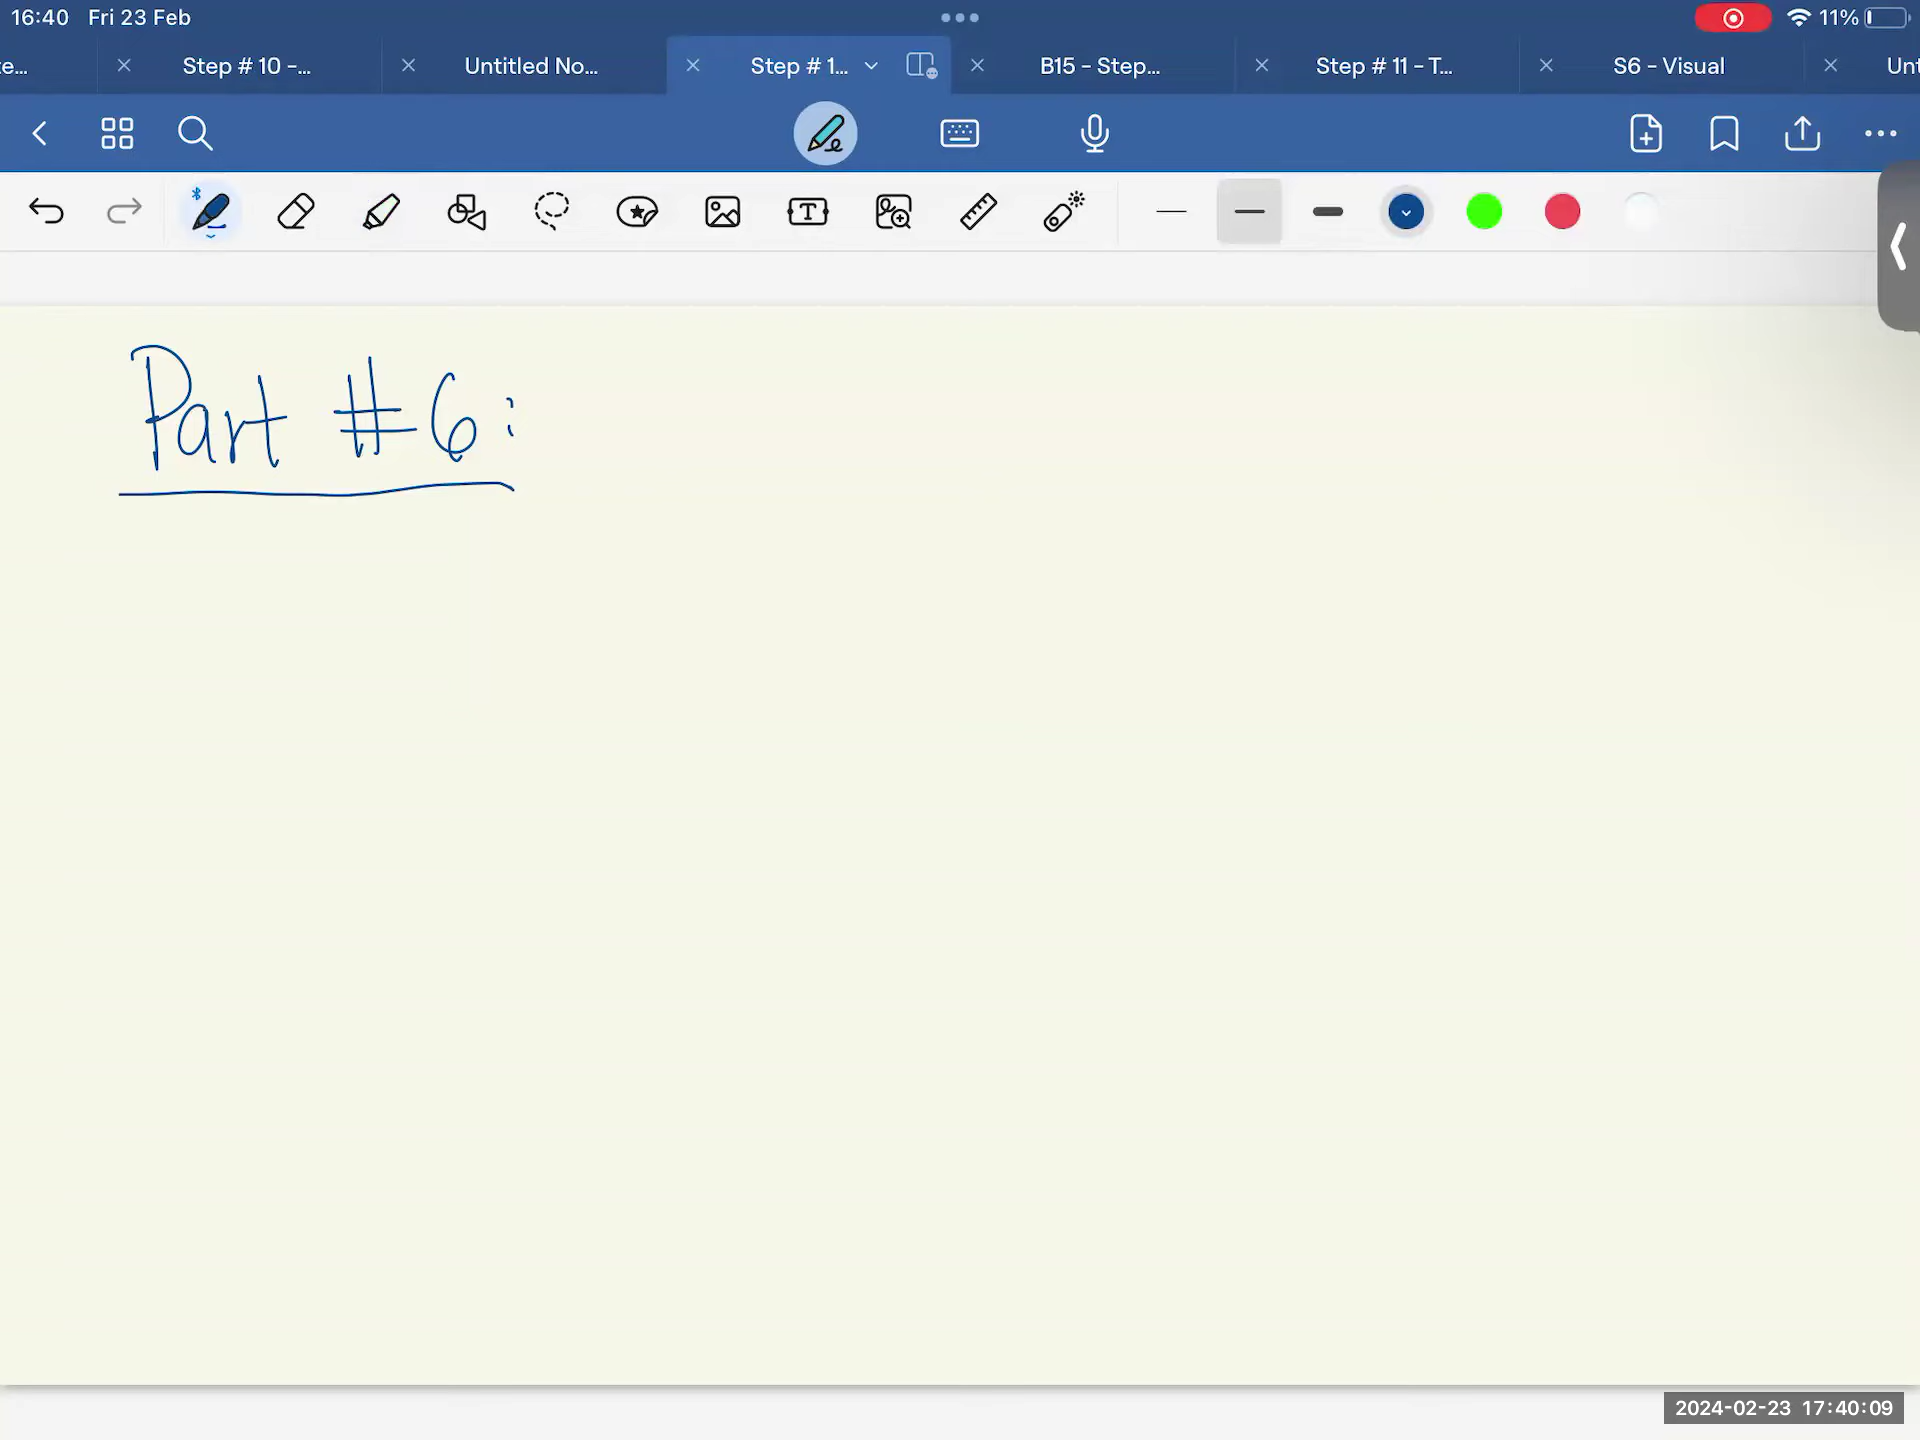 16:40 Fri 23 Feb 11%
e... Step # 10 -... Untitled No... Step # 1... B15 - Step... Step # 11 - T... S6 - Visual Unt
Part #6:
2024-02-23 17:40:09